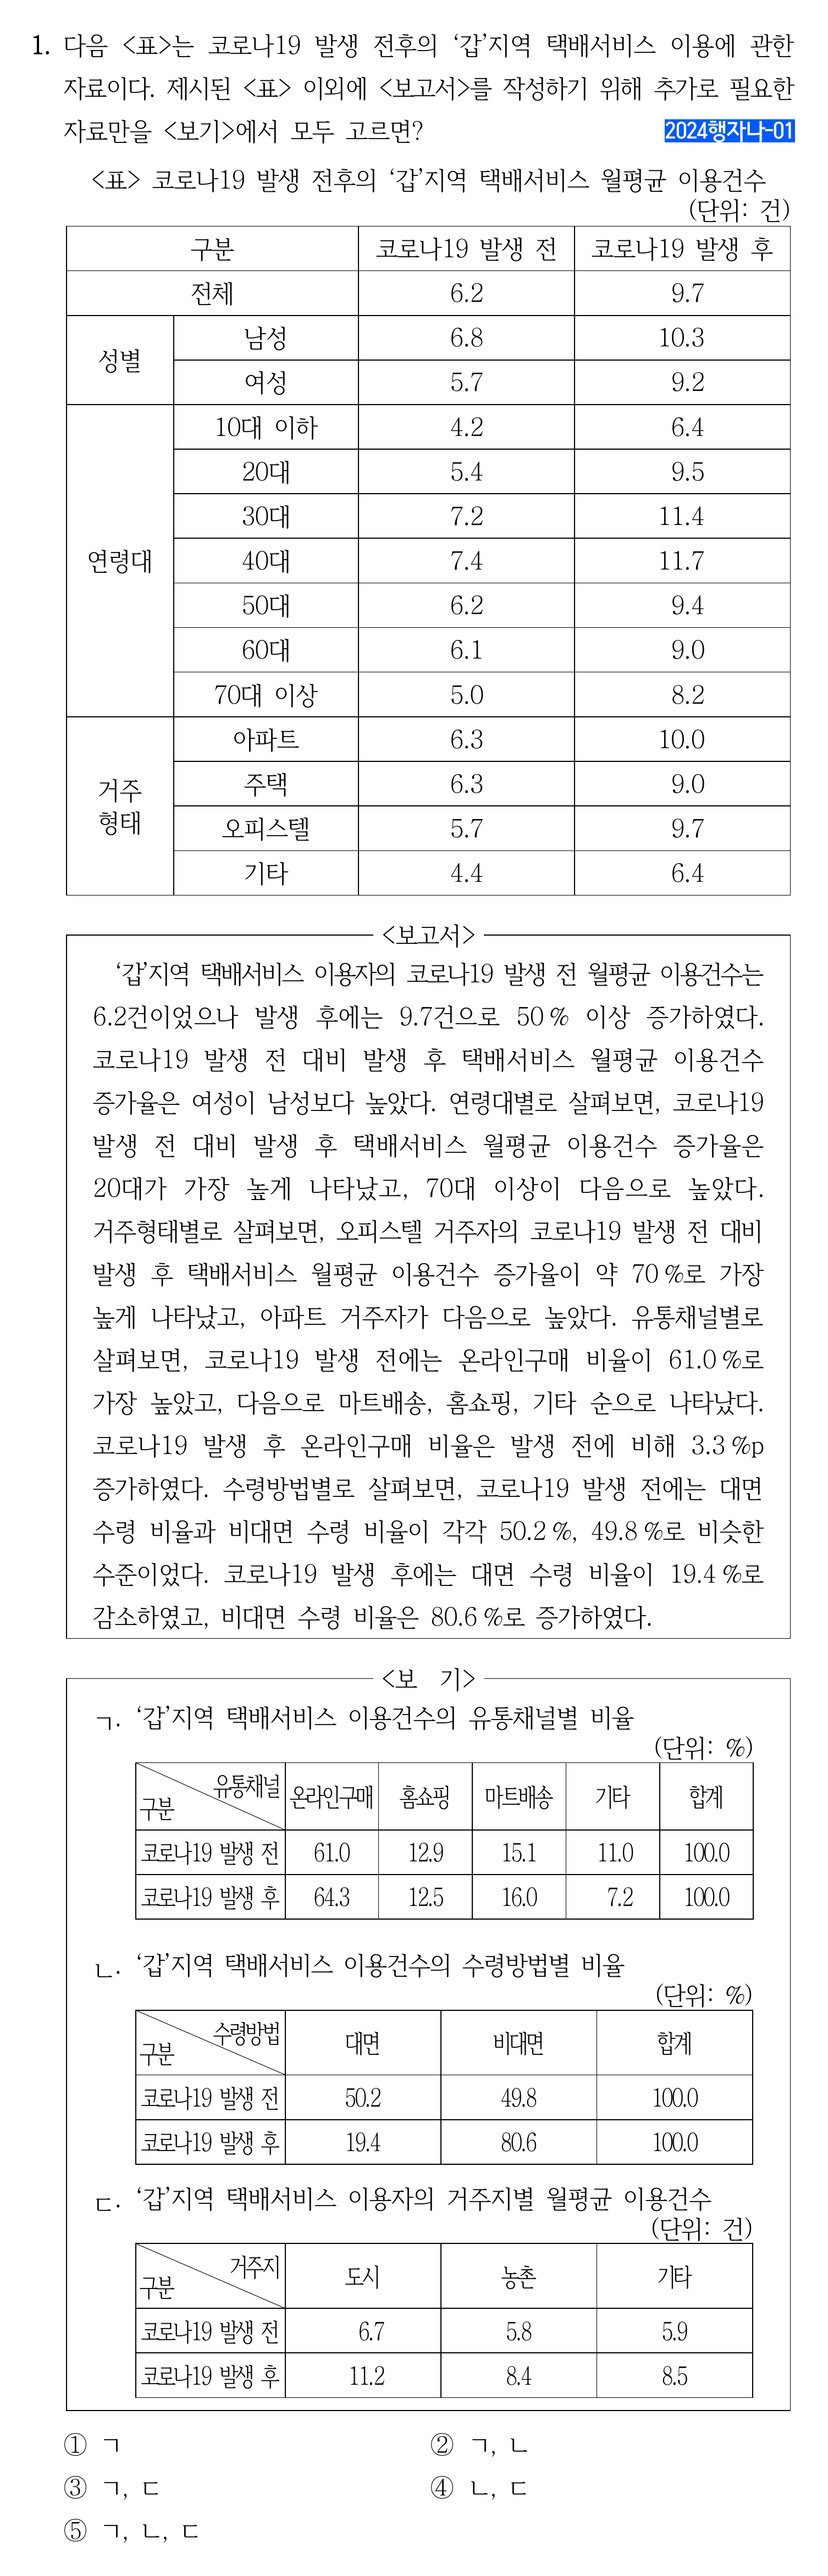 1. 다음 <표>는 코로나19 발생 전후의 ‘갑’지역 택배서비스 이용에 관한
자료이다. 제시된 <표> 이외에 <보고서>를 작성하기 위해 추가로 필요한
자료만을 <보기>에서 모두 고르면?
2024행자나-01
<표> 코로나19 발생 전후의 ‘갑’지역 택배서비스 월평균 이용건수
(단위: 건)
구분 코로나19 발생 전 코로나19 발생 후
전체 6.2 9.7
성별 남성 6.8 10.3
여성 5.7 9.2
연령대 10대 이하 4.2 6.4
20대 5.4 9.5
30대 7.2 11.4
40대 7.4 11.7
50대 6.2 9.4
60대 6.1 9.0
70대 이상 5.0 8.2
거주
형태
아파트 6.3 10.0
주택 6.3 9.0
오피스텔 5.7 9.7
기타 4.4 6.4
<보고서>
‘갑’지역 택배서비스 이용자의 코로나19 발생 전 월평균 이용건수는
6.2건이었으나 발생 후에는 9.7건으로 50 % 이상 증가하였다.
코로나19 발생 전 대비 발생 후 택배서비스 월평균 이용건수
증가율은 여성이 남성보다 높았다. 연령대별로 살펴보면, 코로나19
발생 전 대비 발생 후 택배서비스 월평균 이용건수 증가율은
20대가 가장 높게 나타났고, 70대 이상이 다음으로 높았다.
거주형태별로 살펴보면, 오피스텔 거주자의 코로나19 발생 전 대비
발생 후 택배서비스 월평균 이용건수 증가율이 약 70 %로 가장
높게 나타났고, 아파트 거주자가 다음으로 높았다. 유통채널별로
살펴보면, 코로나19 발생 전에는 온라인구매 비율이 61.0 %로
가장 높았고, 다음으로 마트배송, 홈쇼핑, 기타 순으로 나타났다.
코로나19 발생 후 온라인구매 비율은 발생 전에 비해 3.3 %p
증가하였다. 수령방법별로 살펴보면, 코로나19 발생 전에는 대면
수령 비율과 비대면 수령 비율이 각각 50.2 %, 49.8 %로 비슷한
수준이었다. 코로나19 발생 후에는 대면 수령 비율이 19.4 %로
감소하였고, 비대면 수령 비율은 80.6 %로 증가하였다.
<보 기>
ㄱ. ‘갑’지역 택배서비스 이용건수의 유통채널별 비율
(단위: %)
유통채널 구분 온라인구매 홈쇼핑 마트배송 기타 합계
코로나19 발생 전 61.0 12.9 15.1 11.0 100.0
코로나19 발생 후 64.3 12.5 16.0 7.2 100.0
ㄴ. ‘갑’지역 택배서비스 이용건수의 수령방법별 비율
(단위: %)
수령방법 구분 대면 비대면 합계
코로나19 발생 전 50.2 49.8 100.0
코로나19 발생 후 19.4 80.6 100.0
ㄷ. ‘갑’지역 택배서비스 이용자의 거주지별 월평균 이용건수
(단위: 건)
거주지 구분 도시 농촌 기타
코로나19 발생 전 6.7 5.8 5.9
코로나19 발생 후 11.2 8.4 8.5
① ㄱ ② ㄱ, ㄴ
③ ㄱ, ㄷ ④ ㄴ, ㄷ
⑤ ㄱ, ㄴ, ㄷ